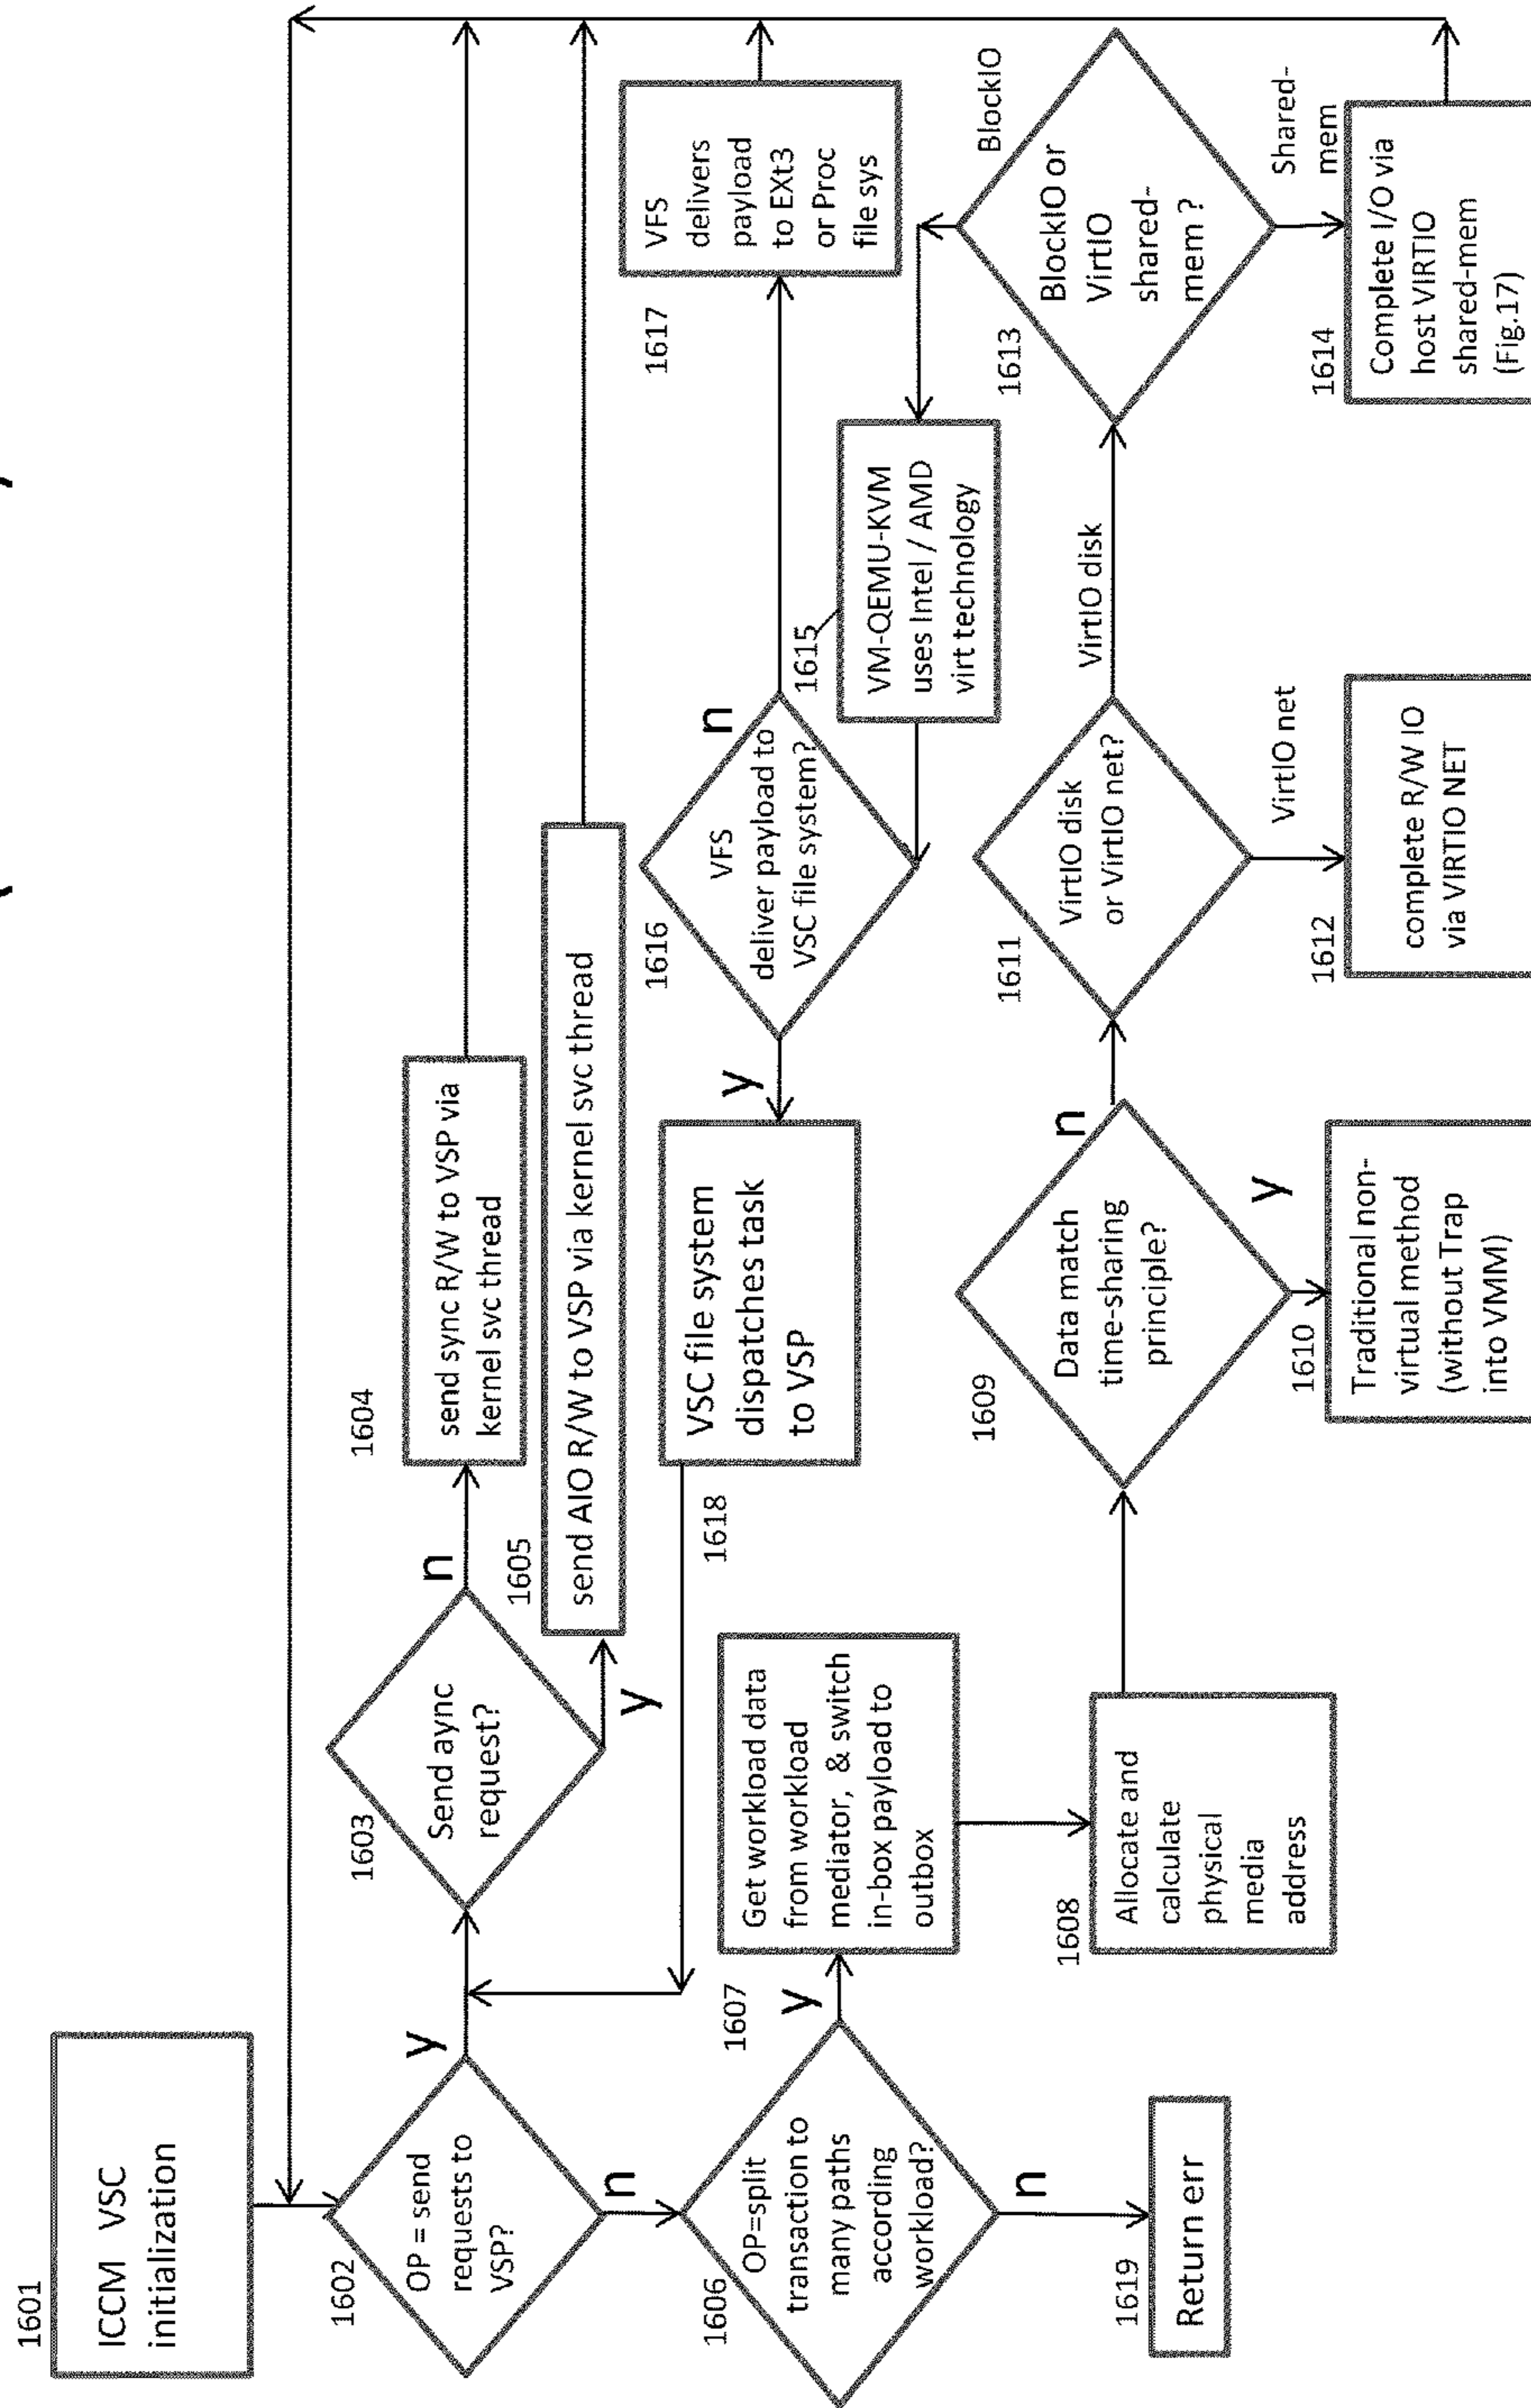 1601
ICCM VSC
initialization
1602
OP = send
requests to
VSP?
y
n
1603
Send aync
request?
n
y
1604
send sync R/W to VSP via
kernel svc thread
1605
send AIO R/W to VSP via kernel svc thread
1606
OP=split
transaction to
many paths
according
workload?
y
n
1607
Get workload data
from workload
mediator, & switch
in-box payload to
outbox
1608
Allocate and
calculate
physical
media
address
1609
Data match
time-sharing
principle?
n
y
1610
Traditional non-
virtual method
(without Trap
into VMM)
1611
VirtIO disk
or VirtIO net?
VirtIO disk
VirtIO net
1612
complete R/W IO
via VIRTIO NET
1613
BlockIO or
VirtIO
shared-
mem ?
BlockIO
Shared-
mem
1614
Complete I/O via
host VIRTIO
shared-mem
(Fig.17)
1615
VM-QEMU-KVM
uses Intel / AMD
virt technology
1616
VFS
deliver payload to
VSC file system?
n
y
1617
VFS
delivers
payload
to EXt3
or Proc
file sys
1618
VSC file system
dispatches task
to VSP
1619
Return err